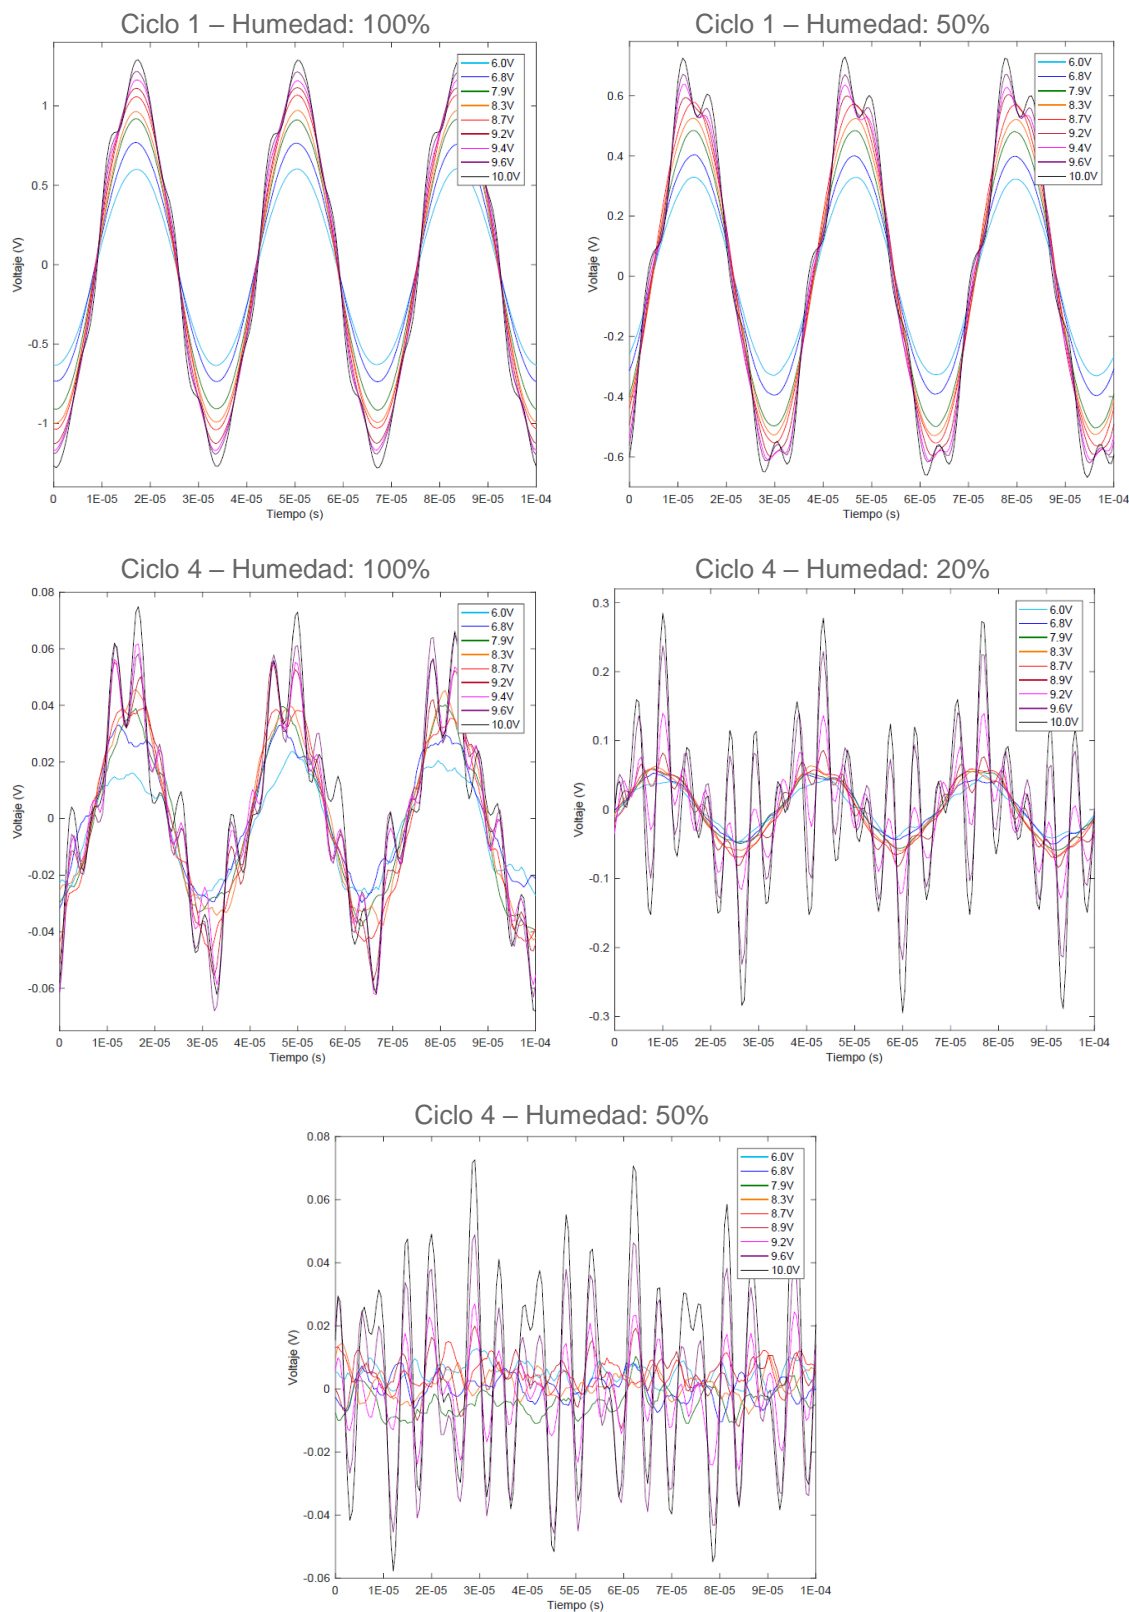 Ciclo 1 – Humedad: 100%
1
0.5
0
-0.5
-1
Voltaje (V)
0 1E-05 2E-05 3E-05 4E-05 5E-05 6E-05 7E-05 8E-05 9E-05 1E-04
Tiempo (s)
6.0V
6.8V
7.9V
8.3V
8.7V
9.2V
9.4V
9.6V
10.0V
Ciclo 1 – Humedad: 50%
0.6
0.4
0.2
0
-0.2
-0.4
-0.6
Voltaje (V)
0 1E-05 2E-05 3E-05 4E-05 5E-05 6E-05 7E-05 8E-05 9E-05 1E-04
Tiempo (s)
6.0V
6.8V
7.9V
8.3V
8.7V
9.2V
9.4V
9.6V
10.0V
Ciclo 4 – Humedad: 100%
0.08
0.06
0.04
0.02
0
-0.02
-0.04
-0.06
Voltaje (V)
0 1E-05 2E-05 3E-05 4E-05 5E-05 6E-05 7E-05 8E-05 9E-05 1E-04
Tiempo (s)
6.0V
6.8V
7.9V
8.3V
8.7V
9.2V
9.4V
9.6V
10.0V
Ciclo 4 – Humedad: 20%
0.3
0.2
0.1
0
-0.1
-0.2
-0.3
Voltaje (V)
0 1E-05 2E-05 3E-05 4E-05 5E-05 6E-05 7E-05 8E-05 9E-05 1E-04
Tiempo (s)
6.0V
6.8V
7.9V
8.3V
8.7V
8.9V
9.2V
9.6V
10.0V
Ciclo 4 – Humedad: 50%
0.08
0.06
0.04
0.02
0
-0.02
-0.04
-0.06
Voltaje (V)
0 1E-05 2E-05 3E-05 4E-05 5E-05 6E-05 7E-05 8E-05 9E-05 1E-04
Tiempo (s)
6.0V
6.8V
7.9V
8.3V
8.7V
8.9V
9.2V
9.6V
10.0V